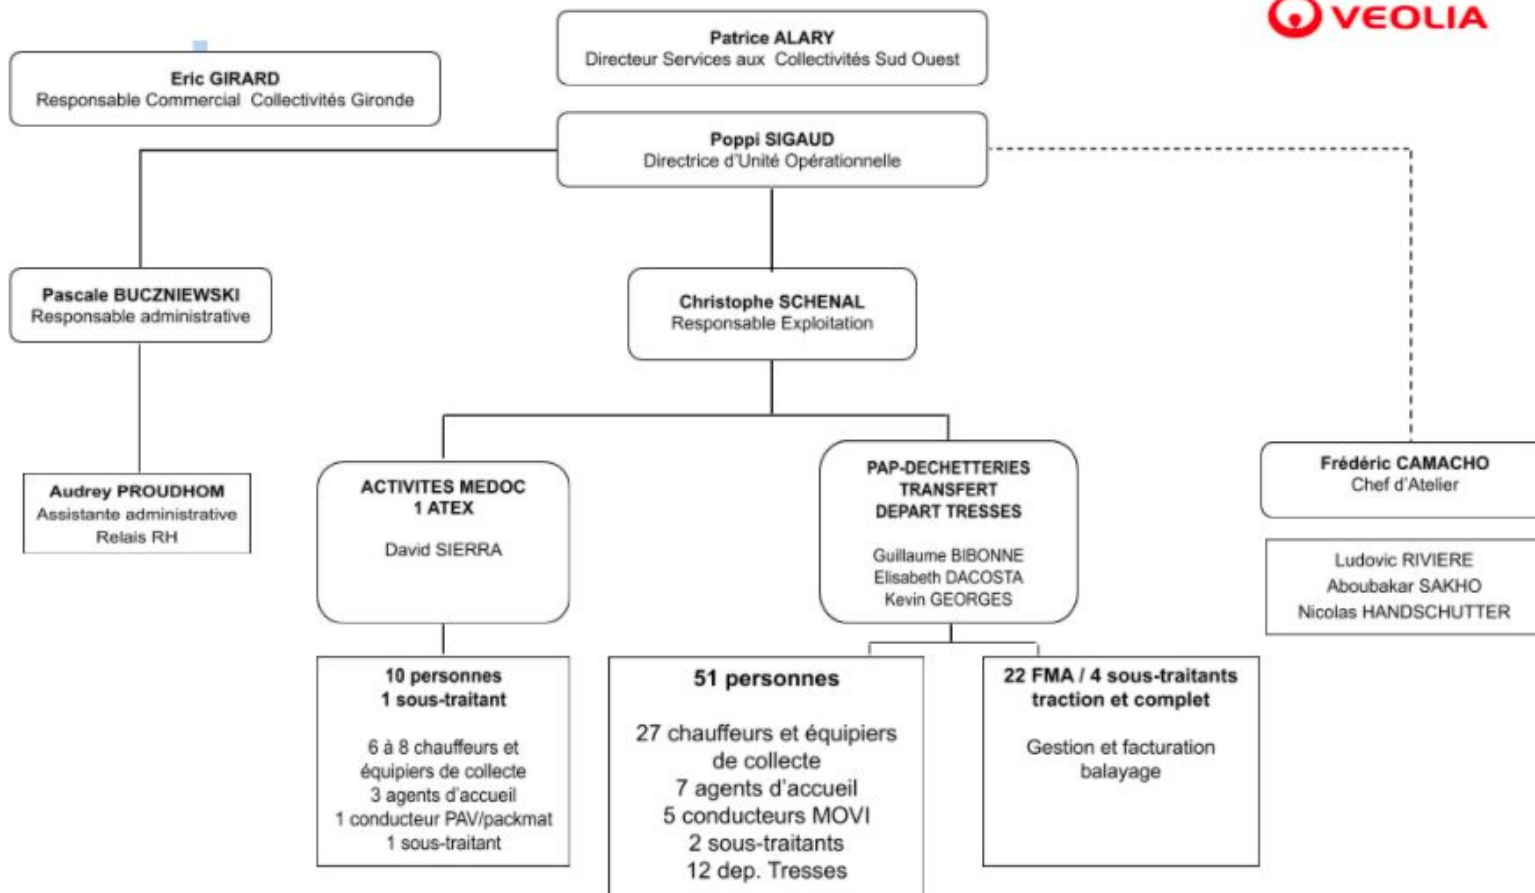 VEOLIA
Patrice ALARY
Directeur Services aux Collectivités Sud Ouest
Eric GIRARD
Responsable Commercial Collectivités Gironde
Poppi SIGAUD
Directrice d'Unité Opérationnelle
Pascale BUCZNIEWSKI
Responsable administrative
Christophe SCHENAL
Responsable Exploitation
Audrey PROUDHOM
Assistante administrative
Relais RH
ACTIVITES MEDOC
1 ATEX
David SIERRA
PAP-DECHETTERIES
TRANSFERT
DEPART TRESSES
Guillaume BIBONNE
Elisabeth DACOSTA
Kevin GEORGES
Frédéric CAMACHO
Chef d'Atelier
Ludovic RIVIERE
Aboubakar SAKHO
Nicolas HANDSCHUTTER
10 personnes
1 sous-traitant
6 à 8 chauffeurs et
équipiers de collecte
3 agents d'accueil
1 conducteur PAV/packmat
1 sous-traitant
51 personnes
27 chauffeurs et équipiers
de collecte
7 agents d'accueil
5 conducteurs MOVI
2 sous-traitants
12 dep. Tresses
22 FMA / 4 sous-traitants
traction et complet
Gestion et facturation
balayage